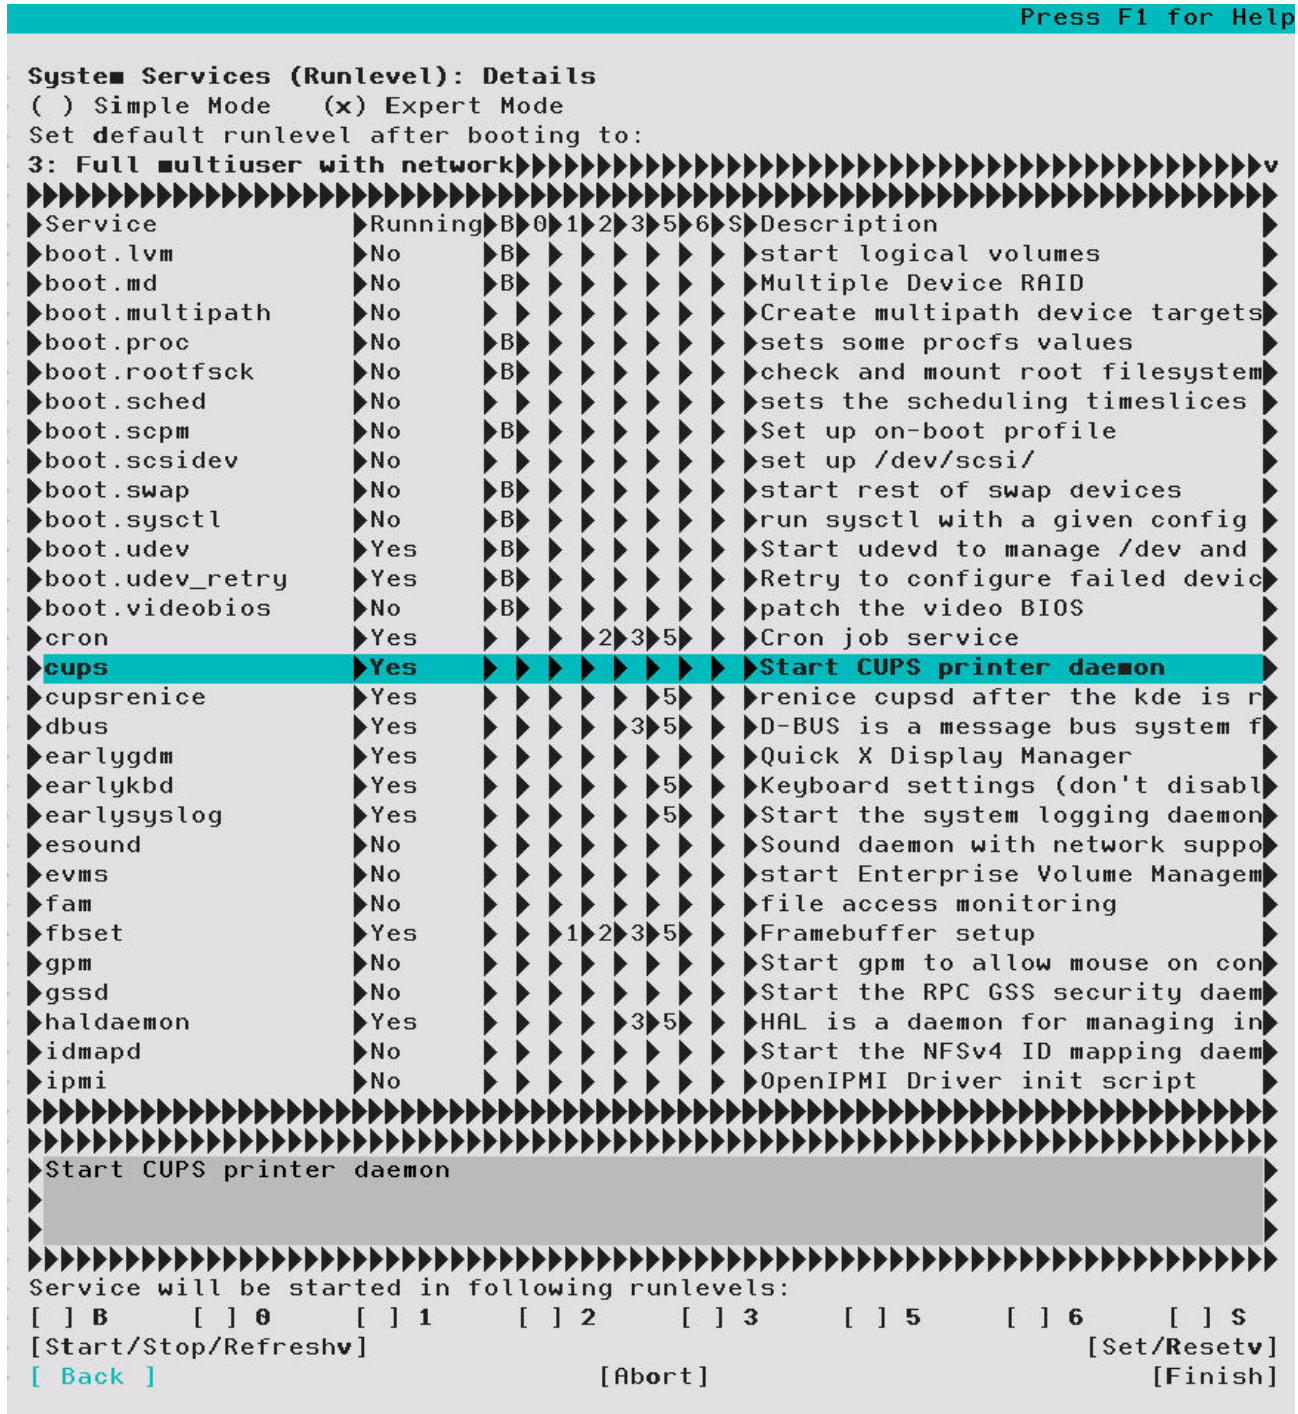 Press F1 for Help
System Services (Runlevel): Details
( ) Simple Mode   (x) Expert Mode
Set default runlevel after booting to:
3: Full multiuser with network v
Service Running B 0 1 2 3 5 6 S Description
boot.lvm No B start logical volumes
boot.md No B Multiple Device RAID
boot.multipath No Create multipath device targets
boot.proc No B sets some procfs values
boot.rootfsck No B check and mount root filesystem
boot.sched No sets the scheduling timeslices
boot.scpm No B Set up on-boot profile
boot.scsidev No set up /dev/scsi/
boot.swap No B start rest of swap devices
boot.sysctl No B run sysctl with a given config
boot.udev Yes B Start udevd to manage /dev and
boot.udev_retry Yes B Retry to configure failed devic
boot.videobios No B patch the video BIOS
cron Yes 2 3 5 Cron job service
cups Yes Start CUPS printer daemon
cupsrenice Yes 5 renice cupsd after the kde is r
dbus Yes 3 5 D-BUS is a message bus system f
earlygdm Yes Quick X Display Manager
earlykbd Yes 5 Keyboard settings (don't disabl
earlysyslog Yes 5 Start the system logging daemon
esound No Sound daemon with network suppo
evms No start Enterprise Volume Managem
fam No file access monitoring
fbset Yes 1 2 3 5 Framebuffer setup
gpm No Start gpm to allow mouse on con
gssd No Start the RPC GSS security daem
haldaemon Yes 3 5 HAL is a daemon for managing in
idmapd No Start the NFSv4 ID mapping daem
ipmi No OpenIPMI Driver init script
Start CUPS printer daemon
Service will be started in following runlevels:
[ ] B [ ] 0 [ ] 1 [ ] 2 [ ] 3 [ ] 5 [ ] 6 [ ] S
[Start/Stop/Refreshv] [Set/Resetv]
[ Back ] [Abort] [Finish]